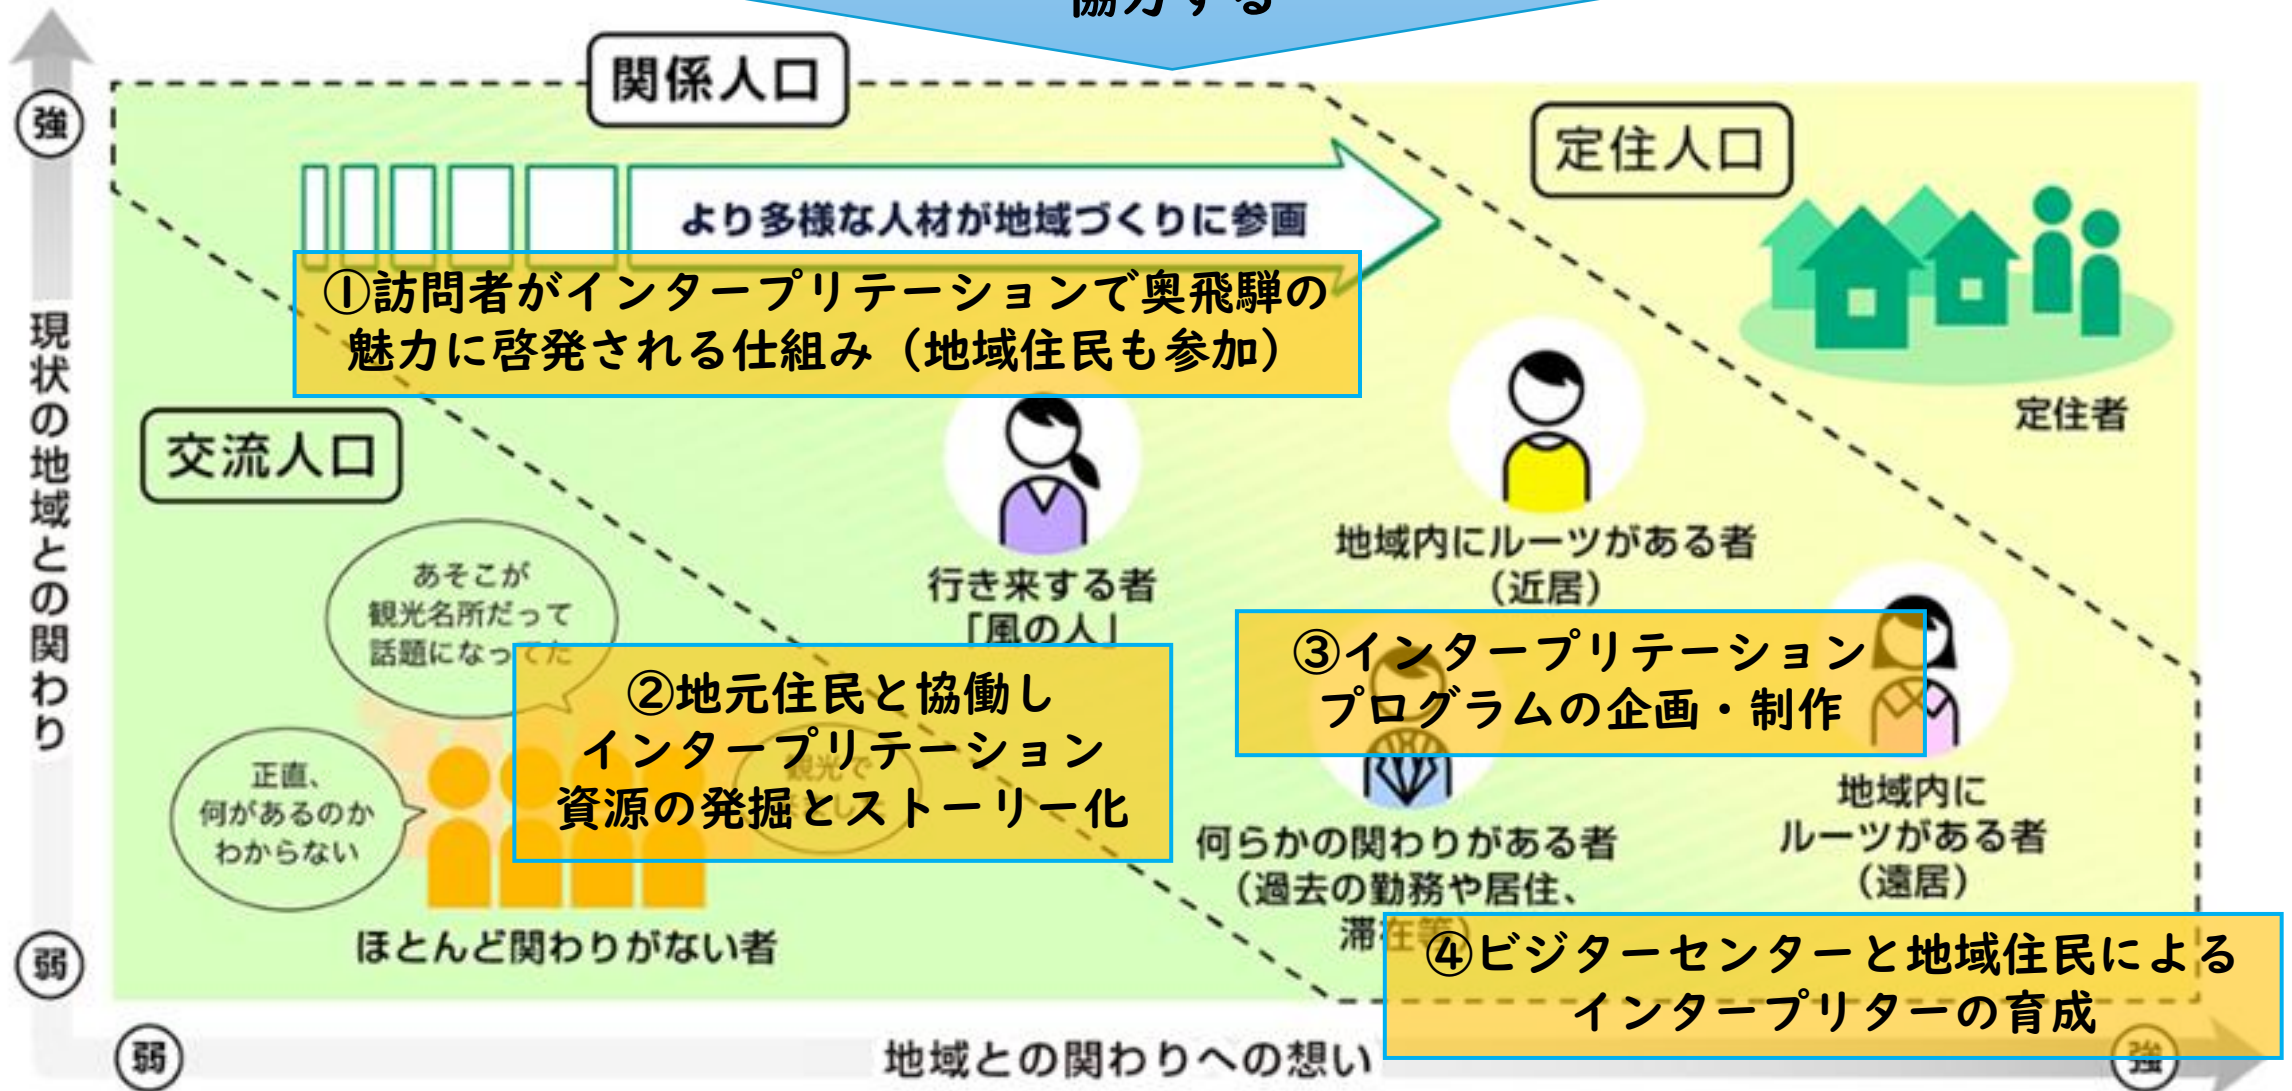 協力する
関係人口
強
定住人口
より多様な人材が地域づくりに参画
①訪問者がインタープリテーションで奥飛騨の
魅力に啓発される仕組み（地域住民も参加）
現状の地域との関わり
定住者
交流人口
地域内にルーツがある者
（近居）
行き来する者
「風の人」
あそこが
観光名所だって
話題になってた
②地元住民と協働し
インタープリテーション
資源の発掘とストーリー化
③インタープリテーション
プログラムの企画・制作
正直、
何があるのか
わからない
観光で
地域内に
ルーツがある者
（遠居）
何らかの関わりがある者
（過去の勤務や居住、
滞在等）
ほとんど関わりがない者
④ビジターセンターと地域住民による
インタープリターの育成
弱
弱
地域との関わりへの想い
強